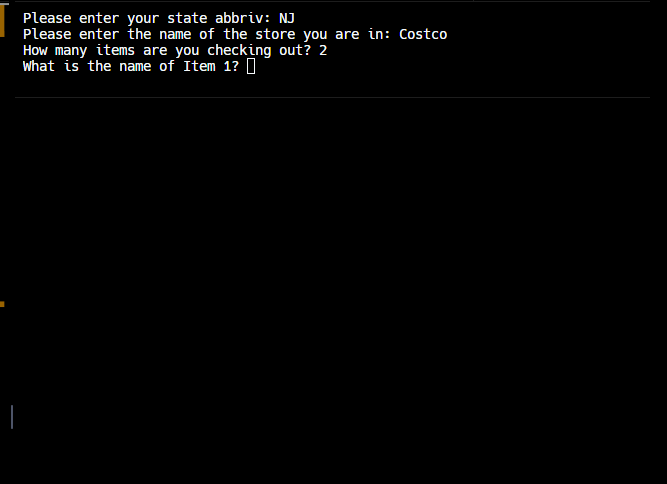 Please enter your state abbriv: NJ
Please enter the name of the store you are in: Costco
How many items are you checking out? 2
What is the name of Item 1?